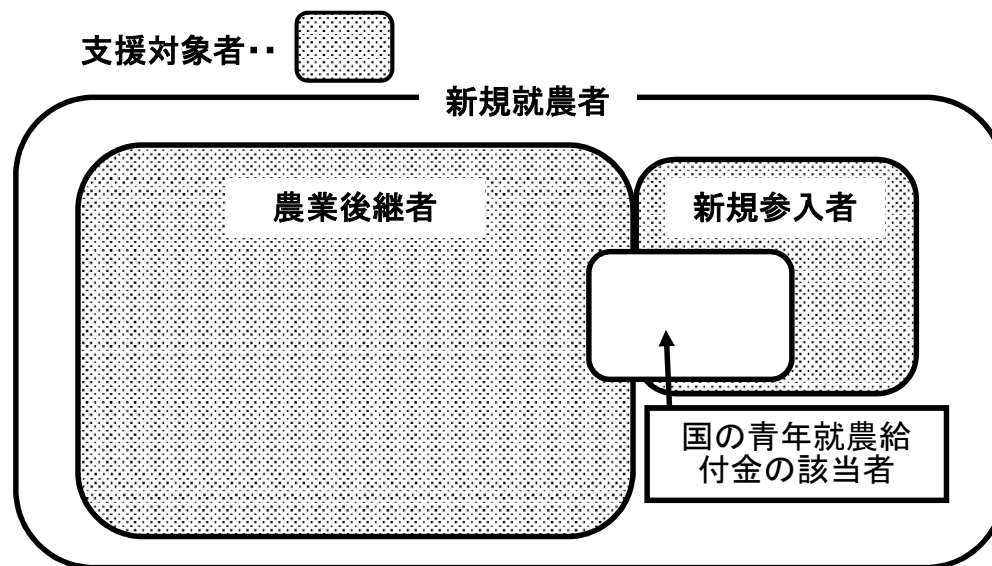 支援対象者‥
新規就農者
農業後継者
新規参入者
国の青年就農給
付金の該当者